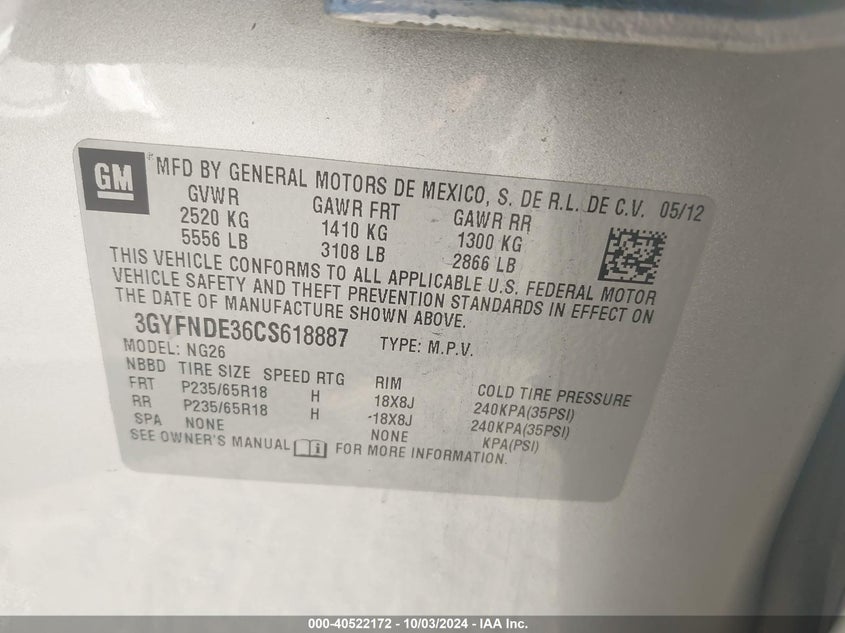 GM
*MFD BY GENERAL MOTORS DE MEXICO, S. DE R.L. DE C.V. 05/12
GVWR GAWR FRT GAWR RR
2520 KG 1410 KG 1300 KG
5556 LB 3108 LB 2866 LB
THIS VEHICLE CONFORMS TO ALL APPLICABLE U.S. FEDERAL MOTOR
VEHICLE SAFETY AND THEFT PREVENTION STANDARDS IN EFFECT ON
THE DATE OF MANUFACTURE SHOWN ABOVE.
3GYFNDE36CS618887 TYPE: M.P.V.
MODEL: NG26
NBBD TIRE SIZE SPEED RTG RIM COLD TIRE PRESSURE
FRT P235/65R18 H 18X8J 240KPA(35PSI)
RR P235/65R18 H 18X8J 240KPA(35PSI)
SPA NONE NONE KPA(PSI)
SEE OWNER'S MANUAL FOR MORE INFORMATION.
000-40522172 - 10/03/2024 - IAA Inc.